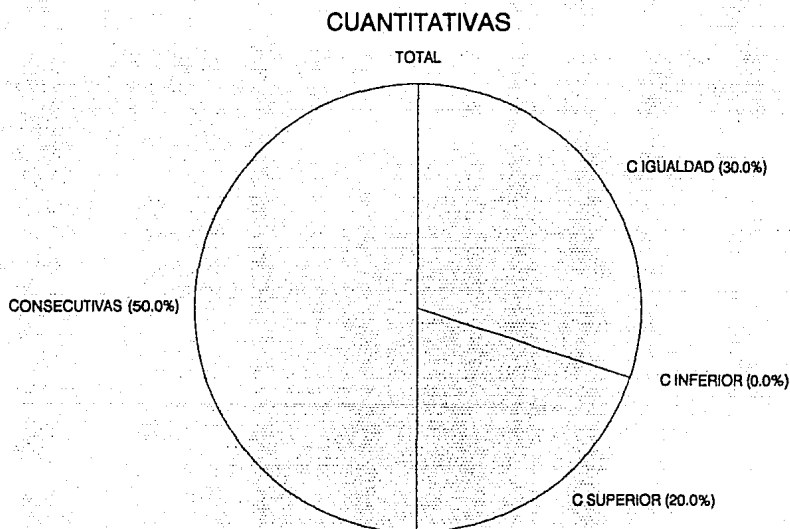 CUANTITATIVAS
TOTAL
C IGUALDAD (30.0%)
CONSECUTIVAS (50.0%)
C INFERIOR (0.0%)
C SUPERIOR (20.0%)